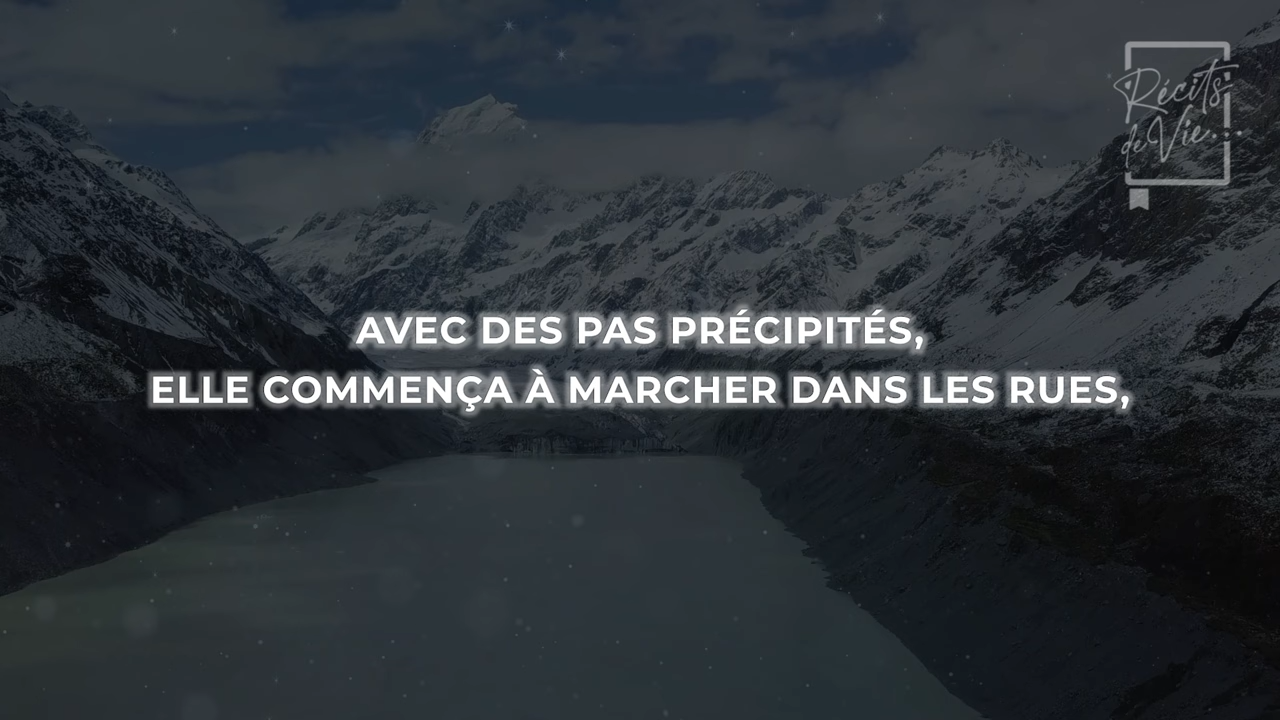 Récits
de Vie...
AVEC DES PAS PRÉCIPITÉS,
ELLE COMMENÇA À MARCHER DANS LES RUES,